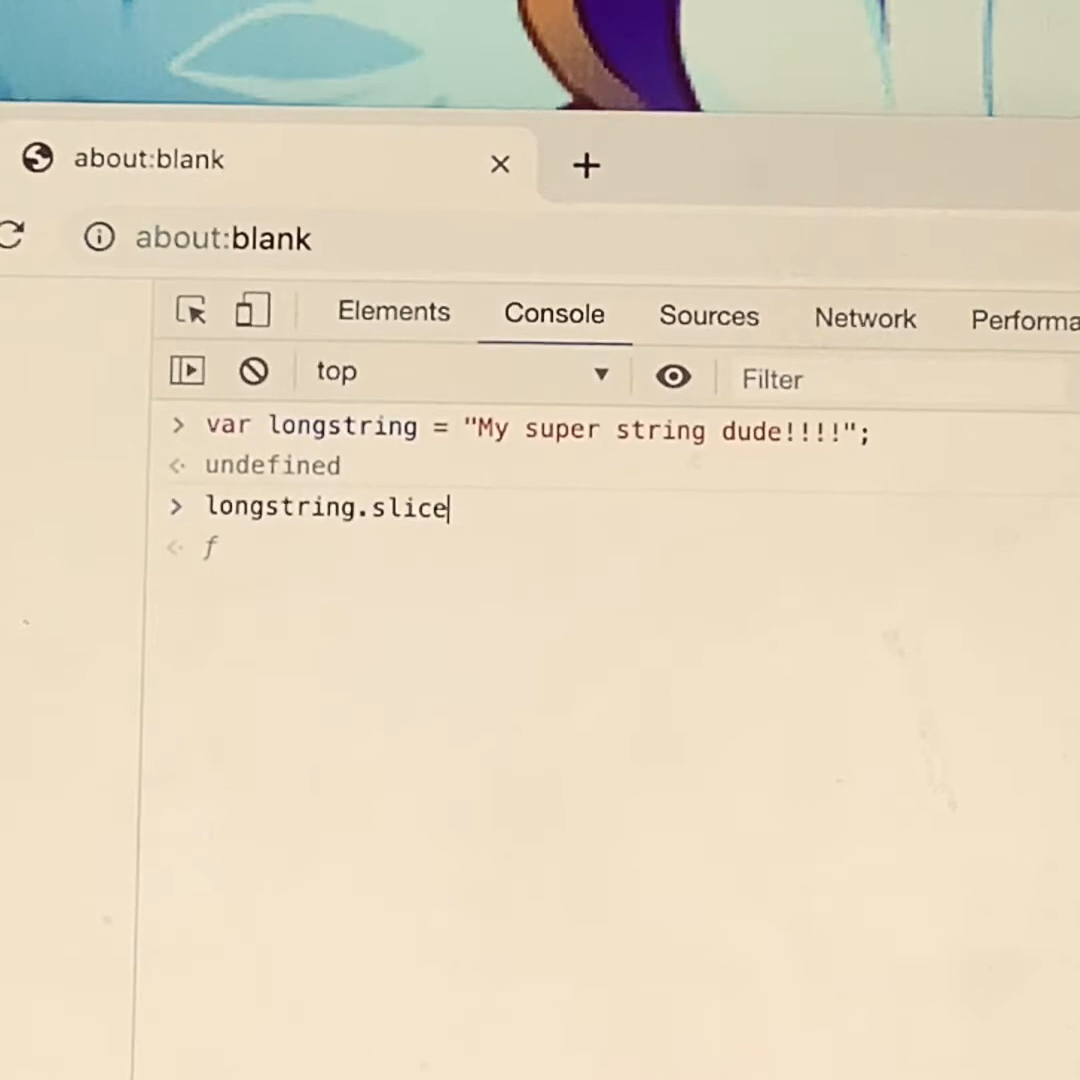 about:blank
about:blank
Elements Console Sources Network Performa
top Filter
> var longstring = "My super string dude!!!!";
<· undefined
> longstring.slice
<· f